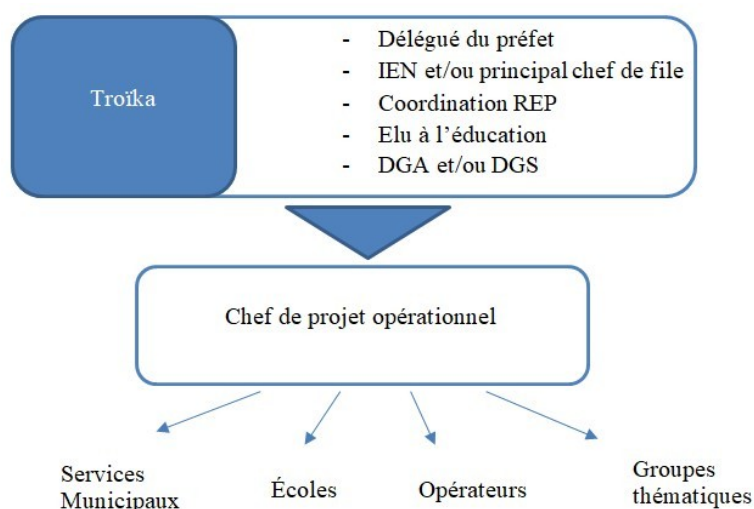 Troïka
- Délégué du préfet
- IEN et/ou principal chef de file
- Coordination REP
- Elu à l'éducation
- DGA et/ou DGS
Chef de projet opérationnel
Services
Municipaux
Écoles
Opérateurs
Groupes
thématiques